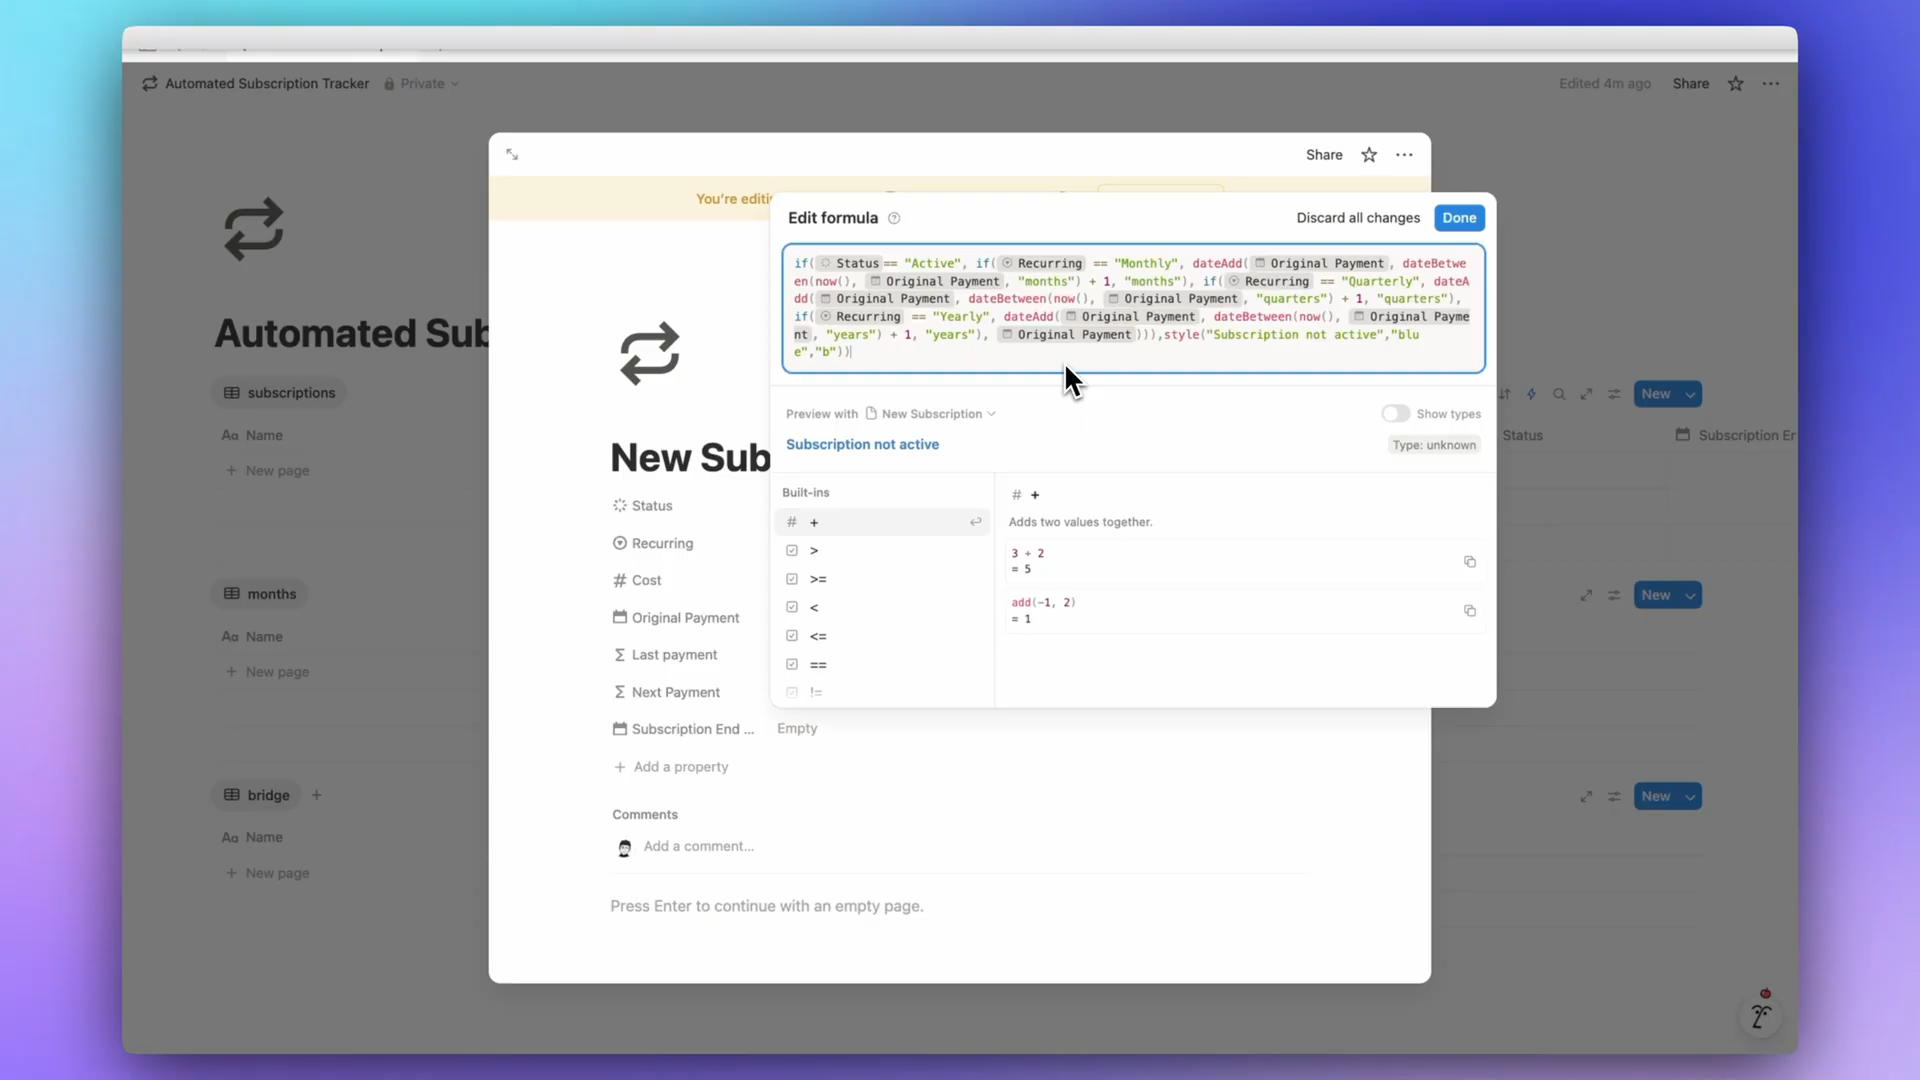 Automated Subscription Tracker Private
Edited 4m ago Share
Share
You're editi
Edit formula
Discard all changes Done
if( Status== "Active", if( Recurring == "Monthly", dateAdd( Original Payment, dateBetwe
en(now(), Original Payment, "months") + 1, "months"), if( Recurring == "Quarterly", dateA
dd( Original Payment, dateBetween(now(), Original Payment, "quarters") + 1, "quarters"),
if( Recurring == "Yearly", dateAdd( Original Payment, dateBetween(now(), Original Payme
nt, "years") + 1, "years"), Original Payment))),style("Subscription not active","blu
e","b"))
Preview with New Subscription
Show types
Subscription not active
Type: unknown
Built-ins
# +
>
>=
<
<=
==
!=
# +
Adds two values together.
3 + 2
= 5
add(-1, 2)
= 1
Automated Sub
subscriptions
Aa Name
+ New page
New
Status
Subscription Er
months
Aa Name
+ New page
New
bridge +
Aa Name
+ New page
New
New Sub
Status
Recurring
# Cost
Original Payment
Σ Last payment
Σ Next Payment
Subscription End ... Empty
+ Add a property
Comments
Add a comment...
Press Enter to continue with an empty page.